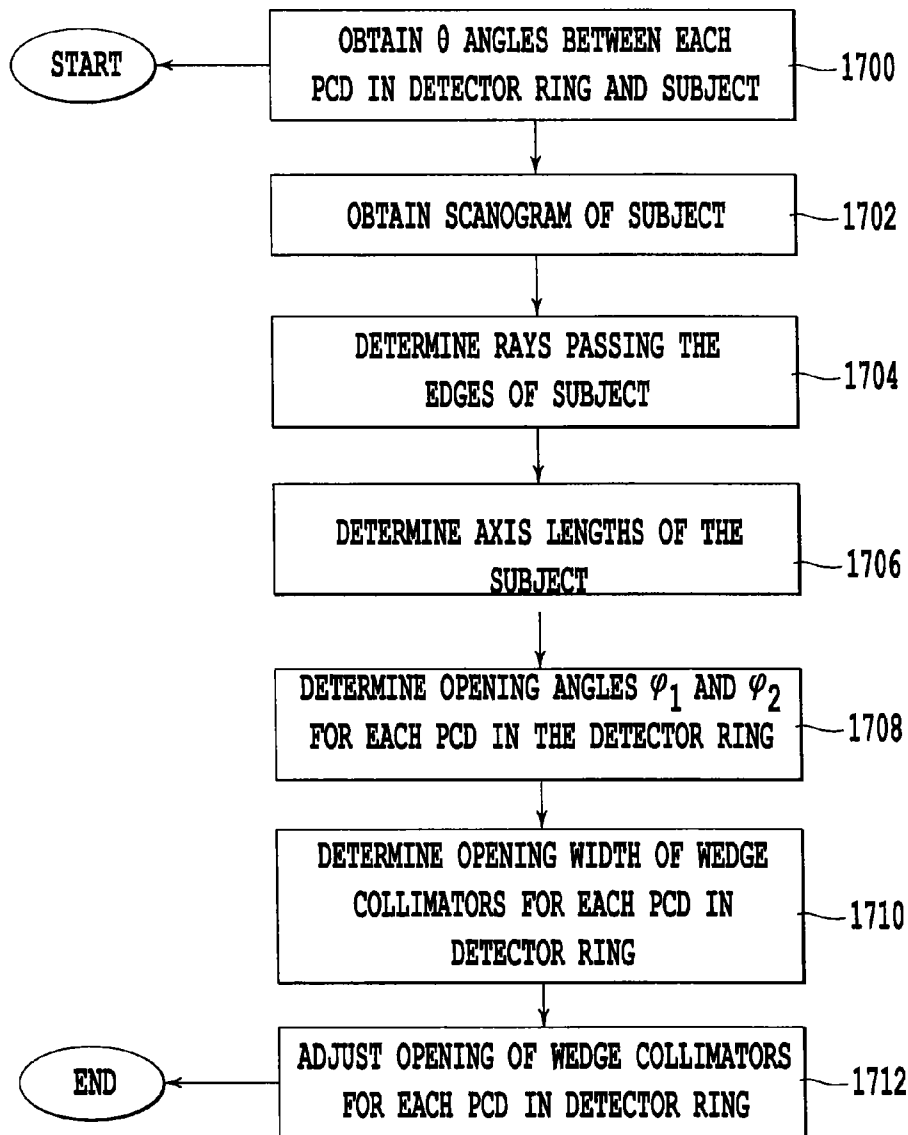 START
OBTAIN θ ANGLES BETWEEN EACH
PCD IN DETECTOR RING AND SUBJECT
1700
OBTAIN SCANOGRAM OF SUBJECT
1702
DETERMINE RAYS PASSING THE
EDGES OF SUBJECT
1704
DETERMINE AXIS LENGTHS OF THE
SUBJECT
1706
DETERMINE OPENING ANGLES φ1 AND φ2
FOR EACH PCD IN THE DETECTOR RING
1708
DETERMINE OPENING WIDTH OF WEDGE
COLLIMATORS FOR EACH PCD IN
DETECTOR RING
1710
END
ADJUST OPENING OF WEDGE COLLIMATORS
FOR EACH PCD IN DETECTOR RING
1712